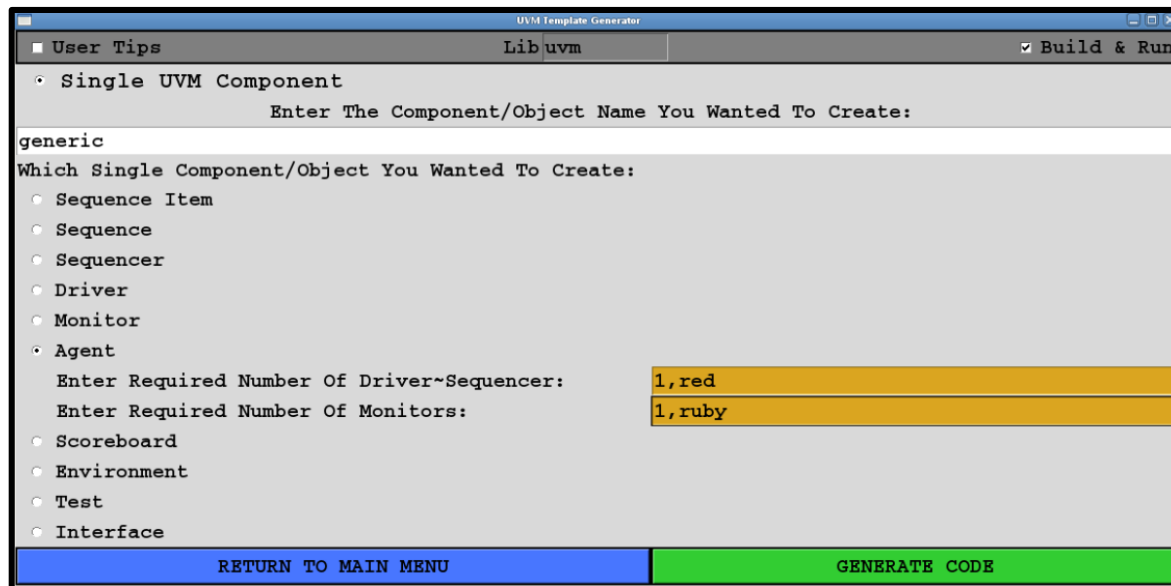 UVM Template Generator
User Tips Lib uvm Build & Run
Single UVM Component
Enter The Component/Object Name You Wanted To Create:
generic
Which Single Component/Object You Wanted To Create:
Sequence Item
Sequence
Sequencer
Driver
Monitor
Agent
Enter Required Number Of Driver~Sequencer: 1,red
Enter Required Number Of Monitors: 1,ruby
Scoreboard
Environment
Test
Interface
RETURN TO MAIN MENU GENERATE CODE